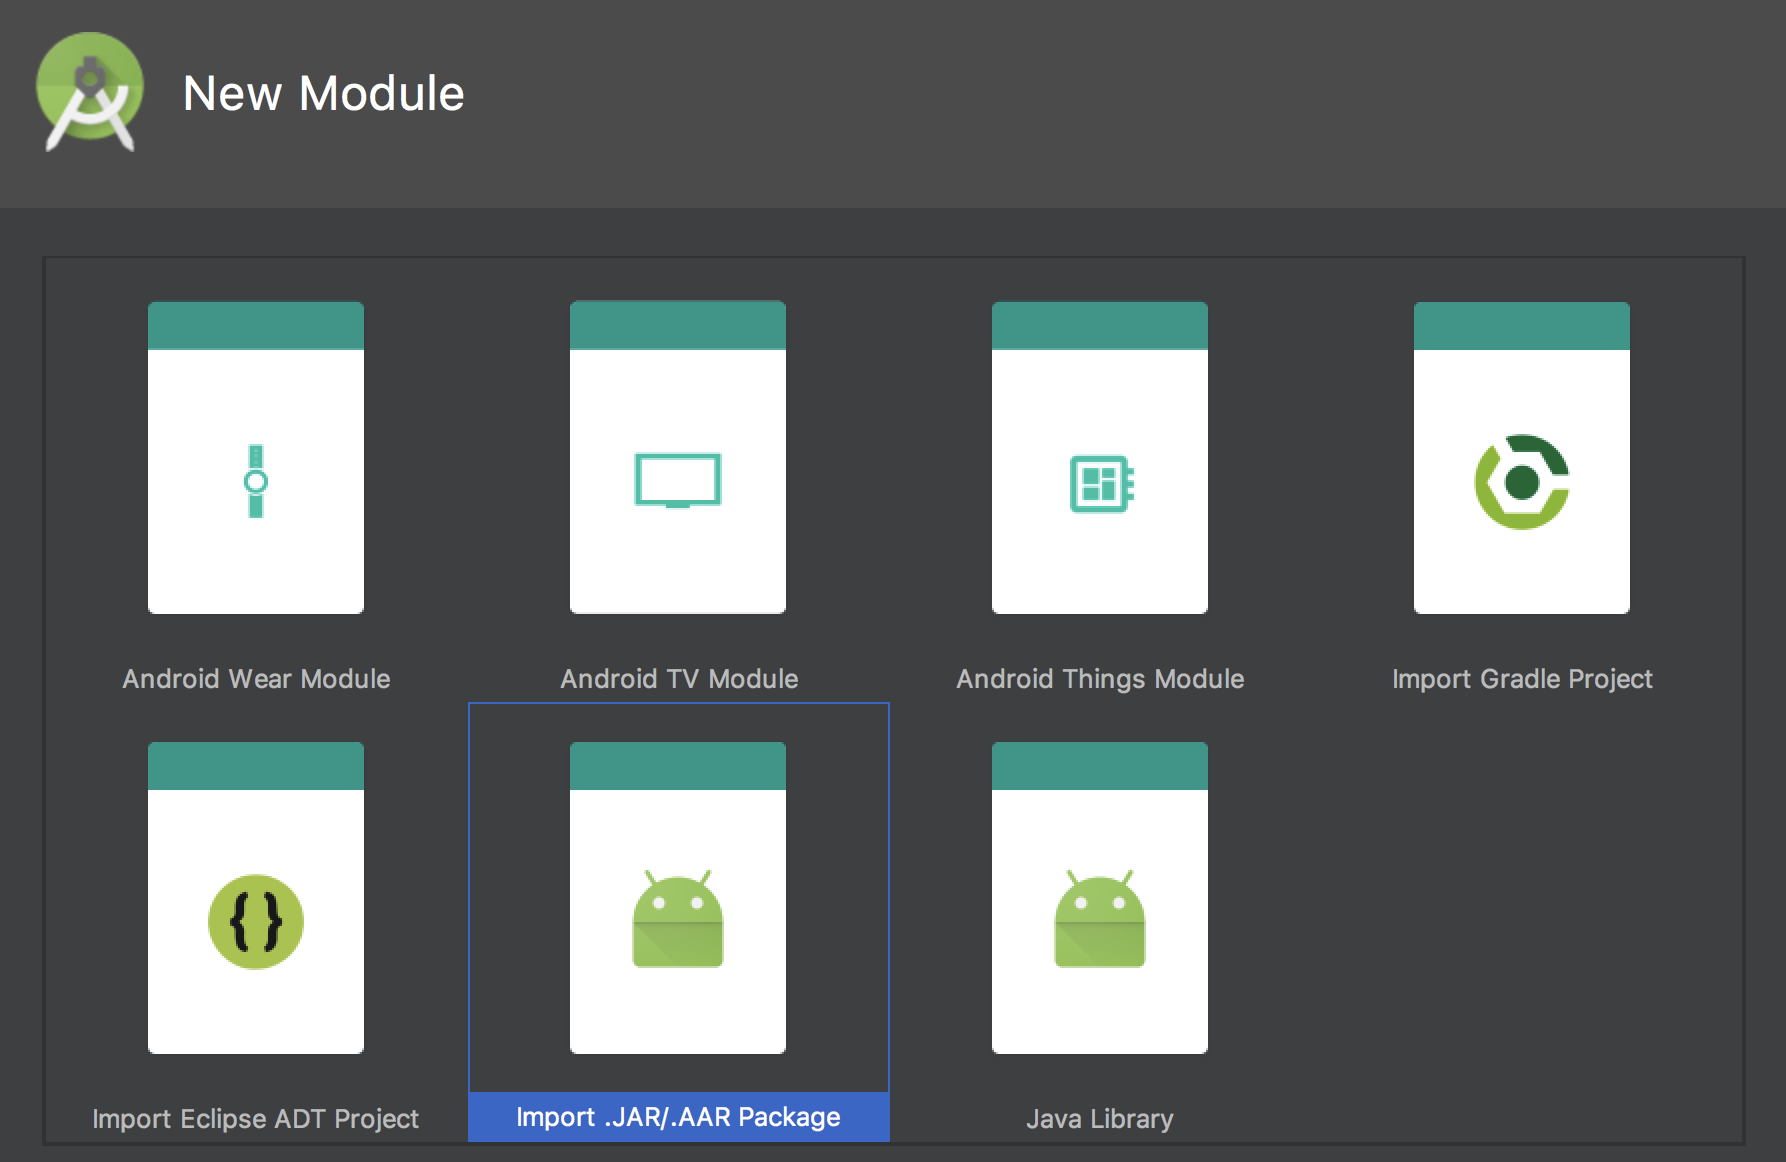 New Module
Android Wear Module
Android TV Module
Android Things Module
Import Gradle Project
Import Eclipse ADT Project
Import .JAR/.AAR Package
Java Library